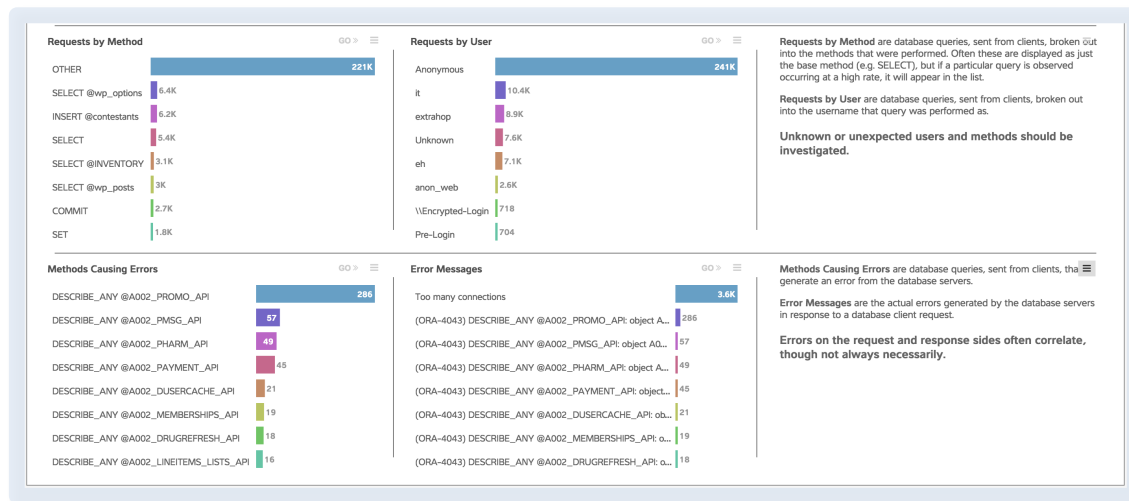 Requests by Method
GO »
OTHER
221K
SELECT @wp_options
6.4K
INSERT @contestants
6.2K
SELECT
5.4K
SELECT @INVENTORY
3.1K
SELECT @wp_posts
3K
COMMIT
2.7K
SET
1.8K
Requests by User
GO »
Anonymous
241K
it
10.4K
extrahop
8.9K
Unknown
7.6K
eh
7.1K
anon_web
2.6K
\\Encrypted-Login
718
Pre-Login
704
Requests by Method are database queries, sent from clients, broken out
into the methods that were performed. Often these are displayed as just
the base method (e.g. SELECT), but if a particular query is observed
occurring at a high rate, it will appear in the list.
Requests by User are database queries, sent from clients, broken out
into the username that query was performed as.
Unknown or unexpected users and methods should be
investigated.
Methods Causing Errors
GO »
DESCRIBE_ANY @A002_PROMO_API
286
DESCRIBE_ANY @A002_PMSG_API
57
DESCRIBE_ANY @A002_PHARM_API
49
DESCRIBE_ANY @A002_PAYMENT_API
45
DESCRIBE_ANY @A002_DUSERCACHE_API
21
DESCRIBE_ANY @A002_MEMBERSHIPS_API
19
DESCRIBE_ANY @A002_DRUGREFRESH_API
18
DESCRIBE_ANY @A002_LINEITEMS_LISTS_API
16
Error Messages
GO »
Too many connections
3.6K
(ORA-4043) DESCRIBE_ANY @A002_PROMO_API: object A...
286
(ORA-4043) DESCRIBE_ANY @A002_PMSG_API: object A0...
57
(ORA-4043) DESCRIBE_ANY @A002_PHARM_API: object A...
49
(ORA-4043) DESCRIBE_ANY @A002_PAYMENT_API: object...
45
(ORA-4043) DESCRIBE_ANY @A002_DUSERCACHE_API: ob...
21
(ORA-4043) DESCRIBE_ANY @A002_MEMBERSHIPS_API: o...
19
(ORA-4043) DESCRIBE_ANY @A002_DRUGREFRESH_API: o...
18
Methods Causing Errors are database queries, sent from clients, tha
generate an error from the database servers.
Error Messages are the actual errors generated by the database servers
in response to a database client request.
Errors on the request and response sides often correlate,
though not always necessarily.